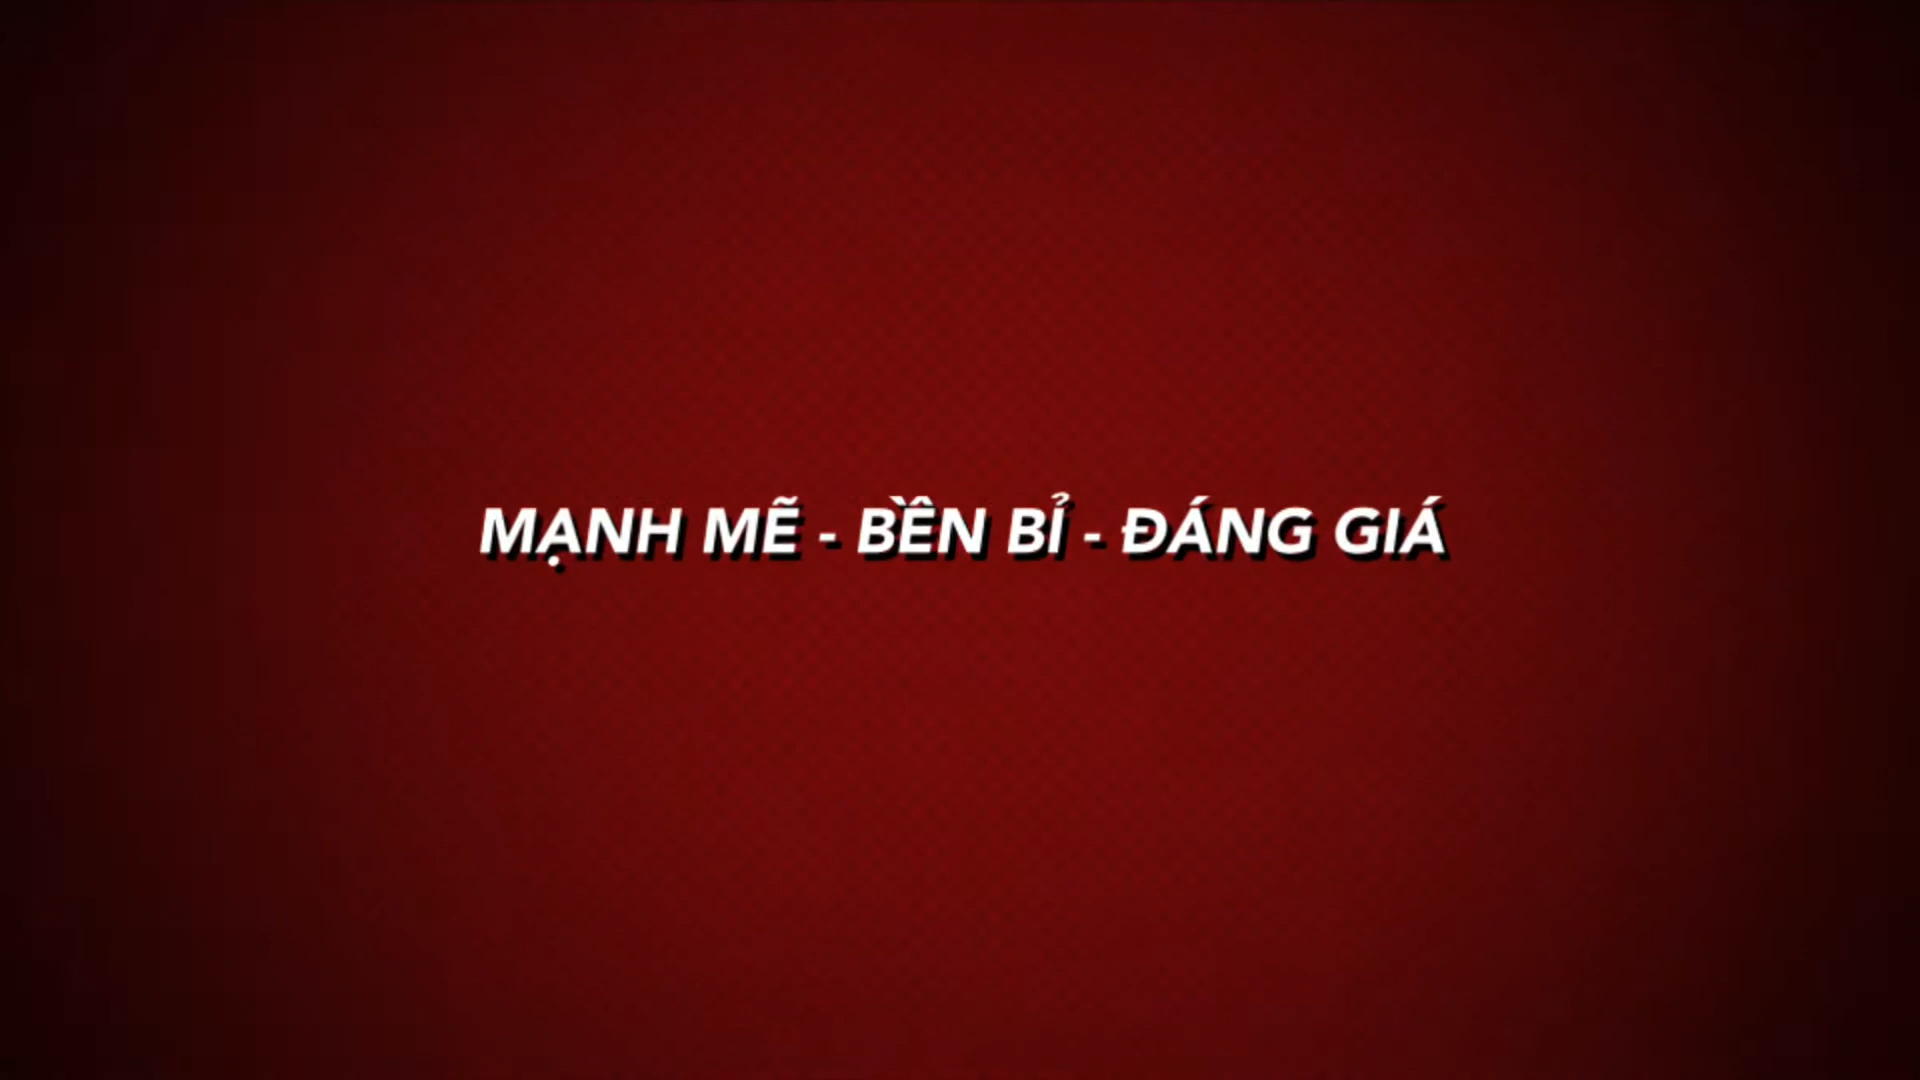 MẠNH MẼ - BỀN BỈ - ĐÁNG GIÁ